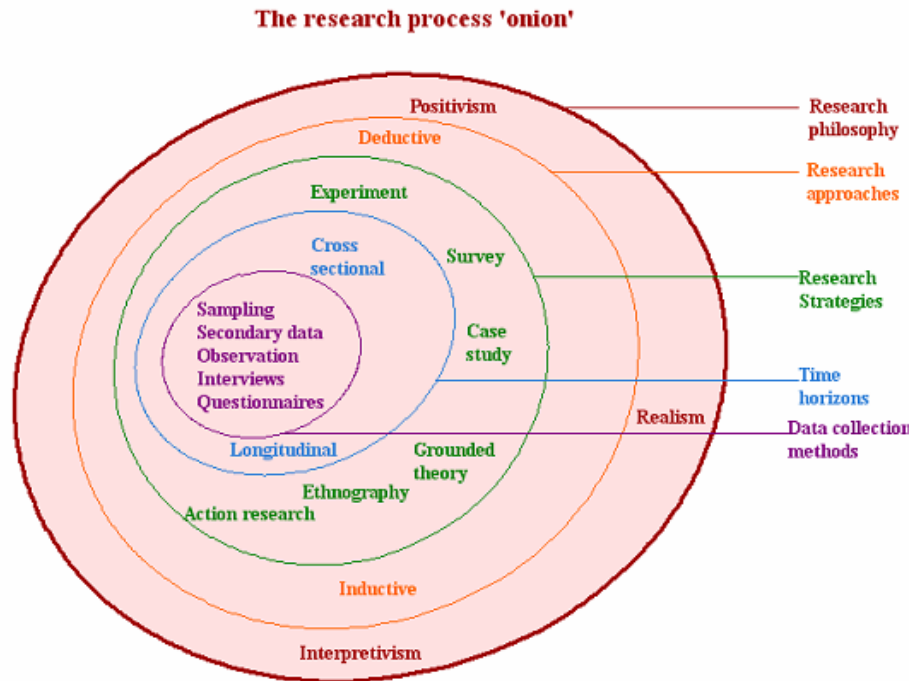 The research process 'onion'
Positivism
Research
philosophy
Deductive
Research
approaches
Experiment
Cross
sectional
Survey
Research
Strategies
Sampling
Secondary data
Observation
Interviews
Questionnaires
Case
study
Time
horizons
Realism
Data collection
methods
Longitudinal
Grounded
theory
Ethnography
Action research
Inductive
Interpretivism